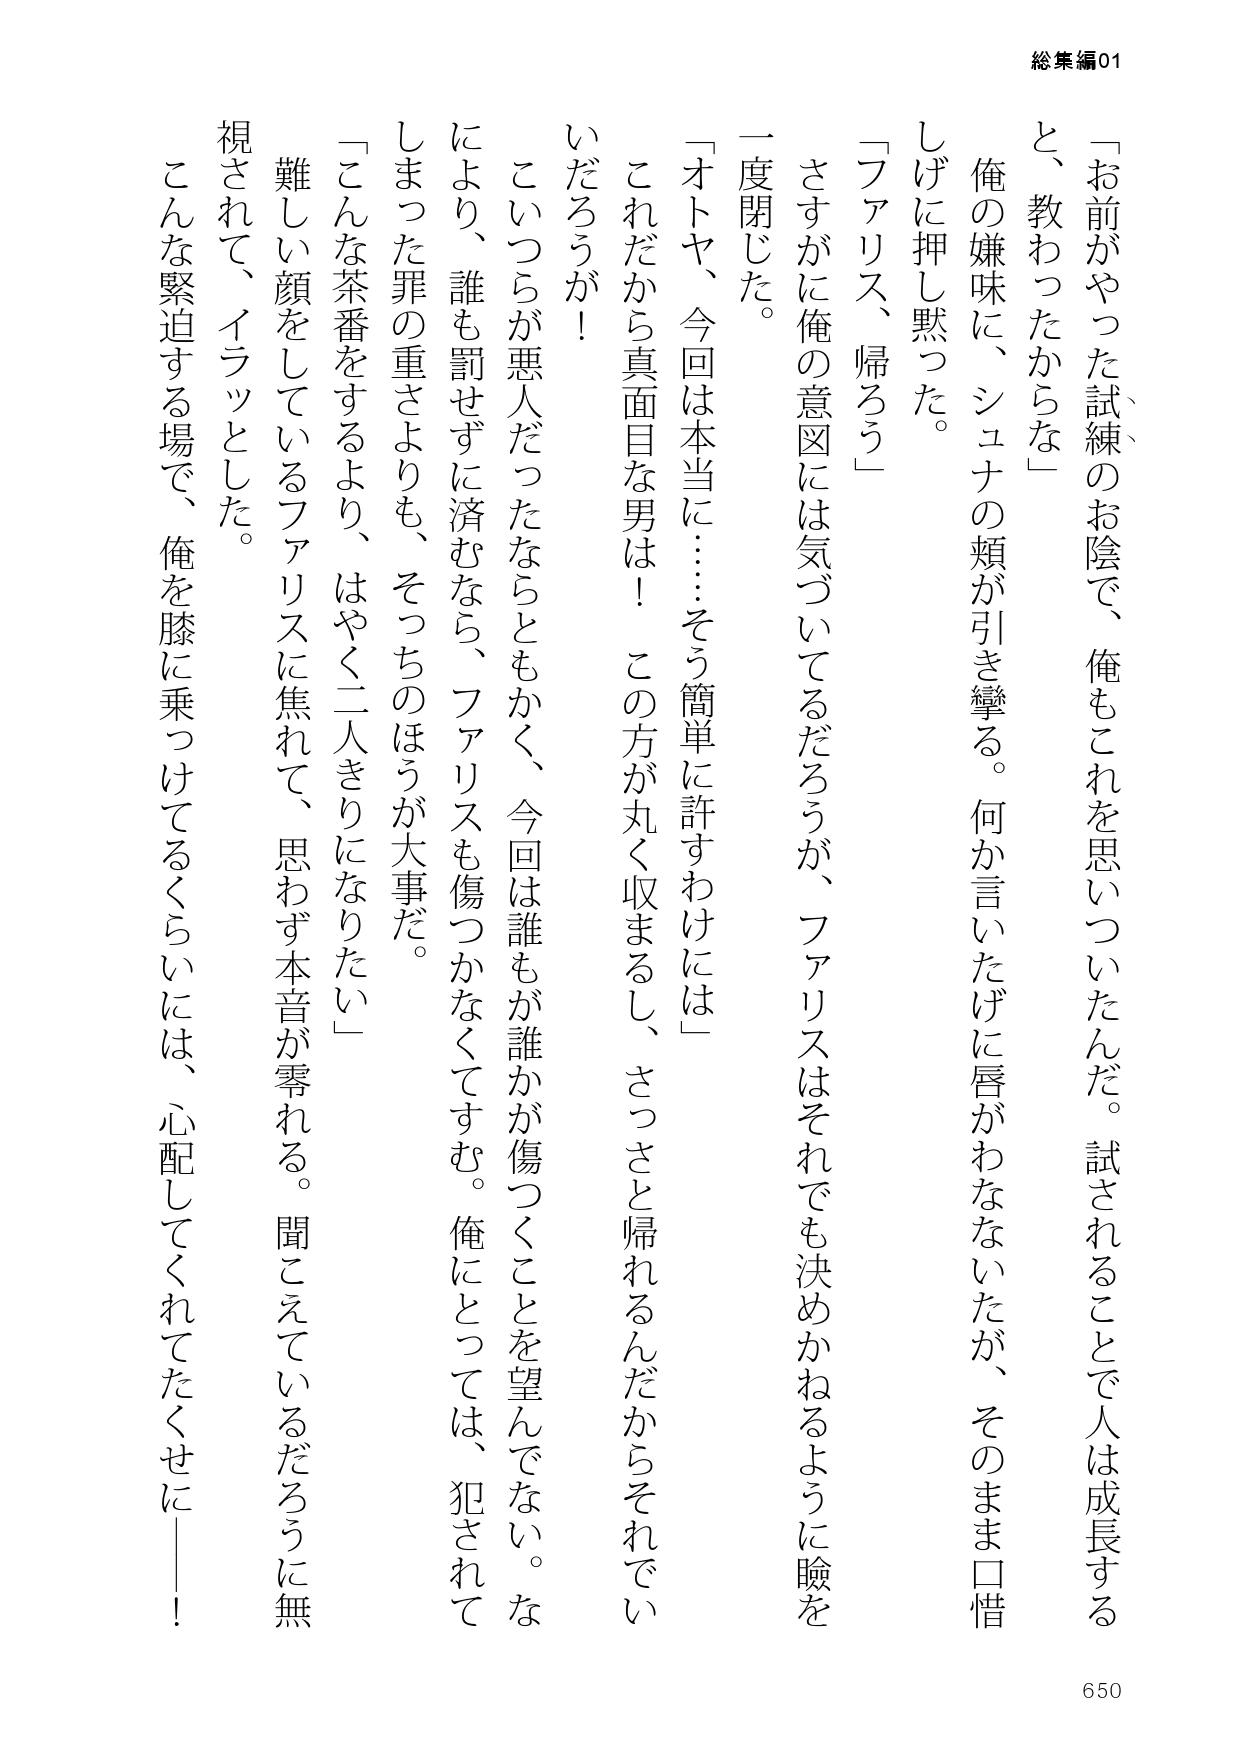 総集編01
「お前がやった試練のお陰で、俺もこれを思いついたんだ。試されることで人は成長する
と、教わったからな」
　俺の嫌味に、シュナの頬が引き攣る。何か言いたげに唇がわなないたが、そのまま口惜
しげに押し黙った。
「ファリス、帰ろう」
　さすがに俺の意図には気づいてるだろうが、ファリスはそれでも決めかねるように瞼を
一度閉じた。
「オトヤ、今回は本当に……そう簡単に許すわけには」
　これだから真面目な男は！　この方が丸く収まるし、さっさと帰れるんだからそれでい
いだろうが！
　こいつらが悪人だったならともかく、今回は誰もが誰かが傷つくことを望んでない。な
により、誰も罰せずに済むなら、ファリスも傷つかなくてすむ。俺にとっては、犯されて
しまった罪の重さよりも、そっちのほうが大事だ。
「こんな茶番をするより、はやく二人きりになりたい」
　難しい顔をしているファリスに焦れて、思わず本音が零れる。聞こえているだろうに無
視されて、イラッとした。
　こんな緊迫する場で、俺を膝に乗っけてるくらいには、心配してくれてたくせに――！
650